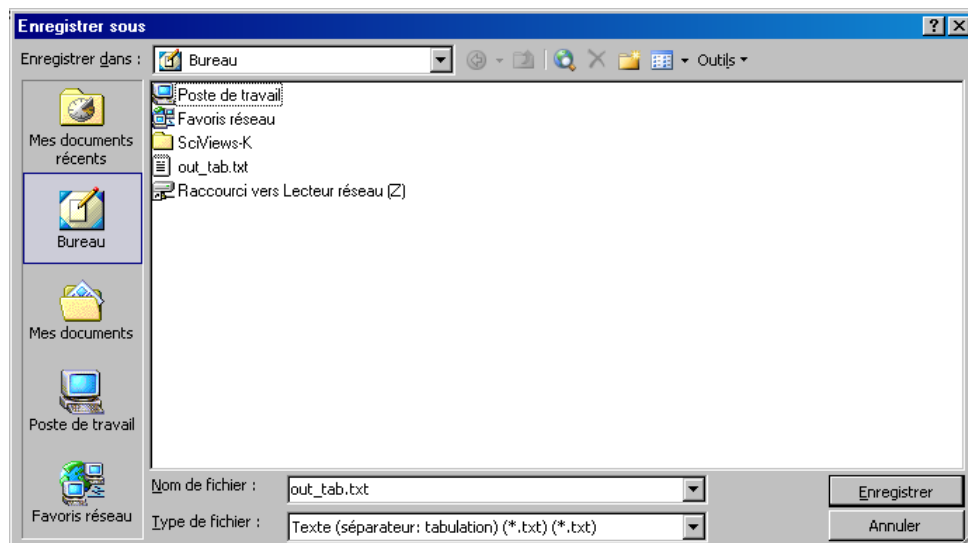 Enregistrer sous
Enregistrer dans :
Bureau
Outils
Mes documents
récents
Bureau
Mes documents
Poste de travail
Favoris réseau
Poste de travail
Favoris réseau
SciViews-K
out_tab.txt
Raccourci vers Lecteur réseau (Z)
Nom de fichier :
out_tab.txt
Enregistrer
Type de fichier :
Texte (séparateur: tabulation) (*.txt) (*.txt)
Annuler